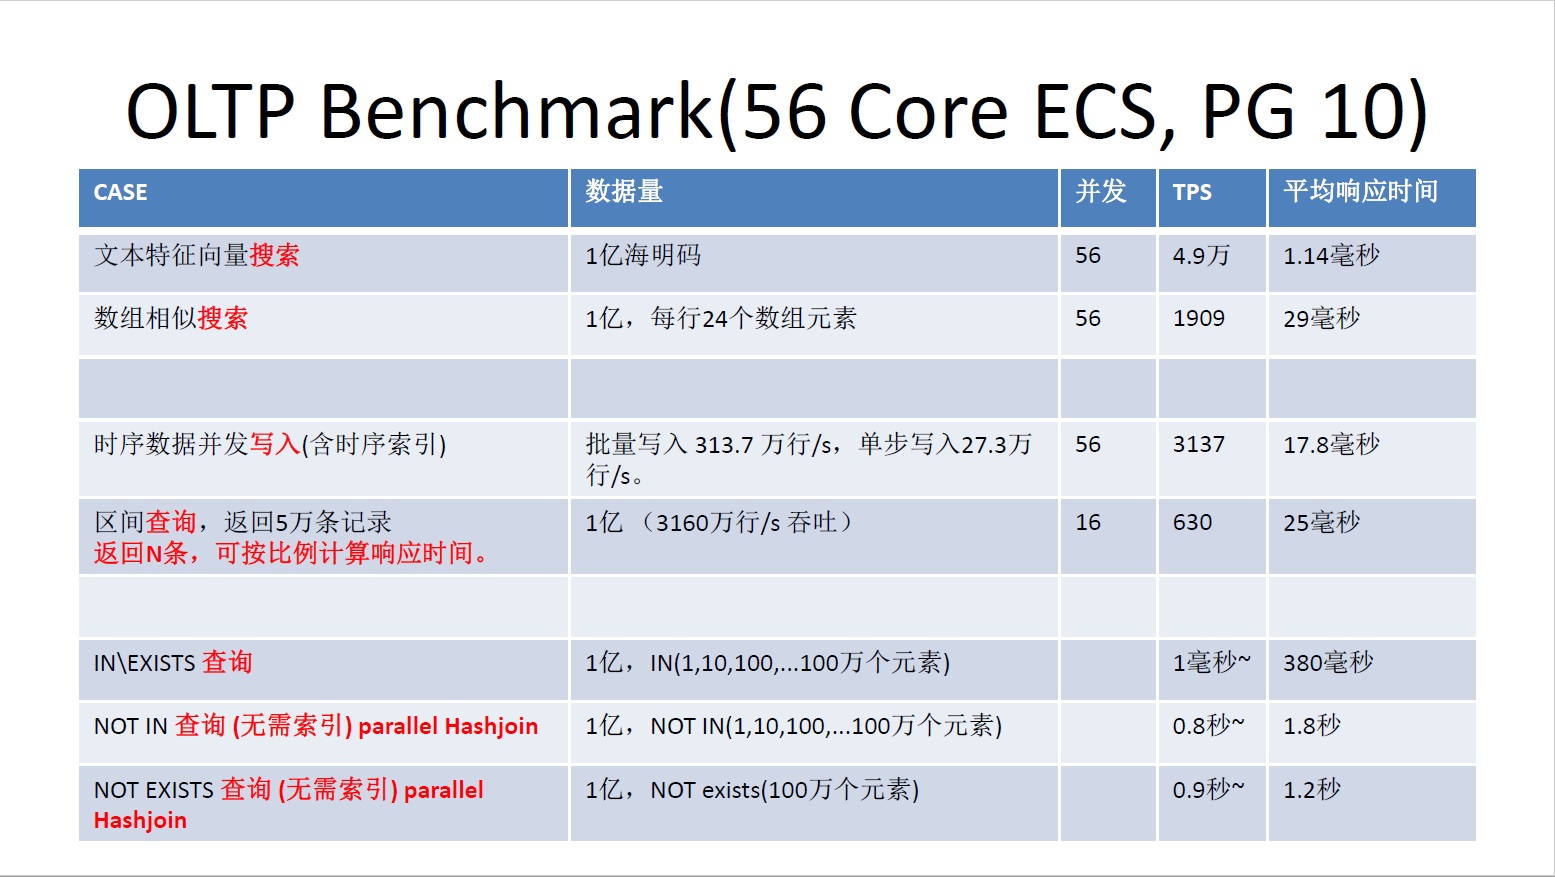 OLTP Benchmark(56 Core ECS, PG 10)
CASE 数据量 并发 TPS 平均响应时间
文本特征向量搜索 1亿海明码 56 4.9万 1.14毫秒
数组相似搜索 1亿，每行24个数组元素 56 1909 29毫秒
时序数据并发写入(含时序索引) 批量写入 313.7 万行/s，单步写入27.3万 56 3137 17.8毫秒
行/s。
区间查询，返回5万条记录 1亿 （3160万行/s 吞吐） 16 630 25毫秒
返回N条，可按比例计算响应时间。
IN\EXISTS 查询 1亿，IN(1,10,100,...100万个元素) 1毫秒~ 380毫秒
NOT IN 查询 (无需索引) parallel Hashjoin 1亿，NOT IN(1,10,100,...100万个元素) 0.8秒~ 1.8秒
NOT EXISTS 查询 (无需索引) parallel 1亿，NOT exists(100万个元素) 0.9秒~ 1.2秒
Hashjoin